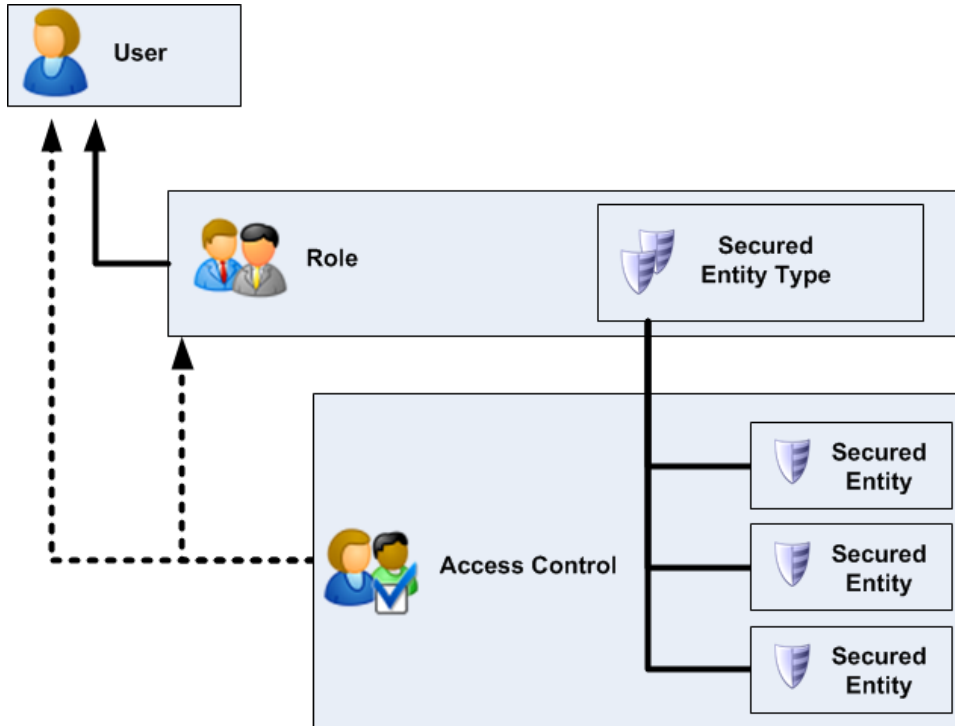 User
Role
Secured
Entity Type
Secured
Entity
Access Control
Secured
Entity
Secured
Entity